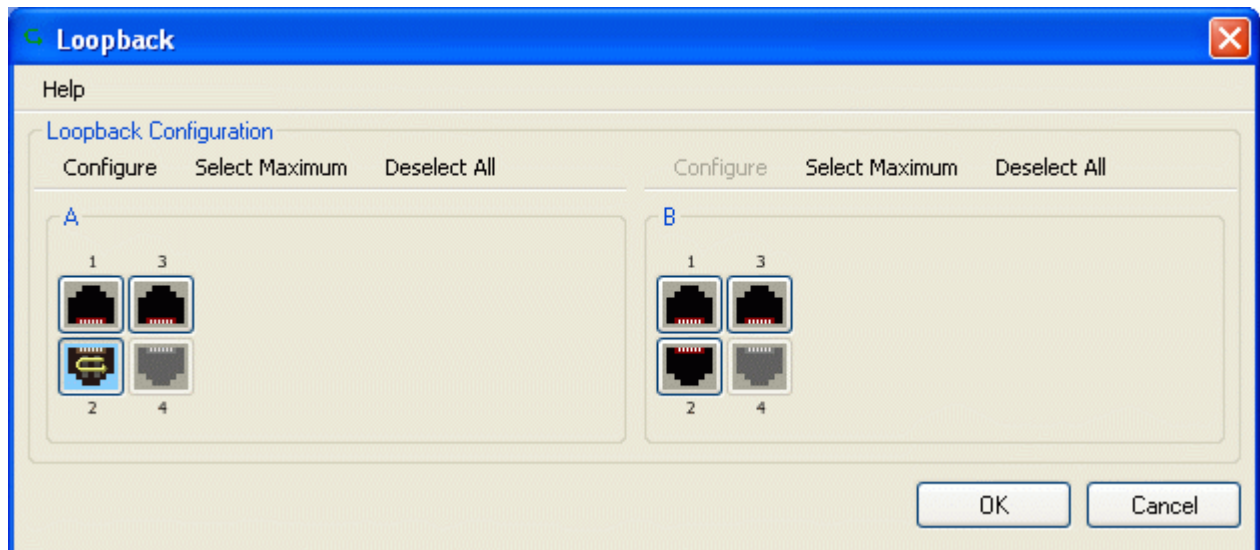 Loopback
Help
Loopback Configuration
Configure Select Maximum Deselect All Configure Select Maximum Deselect All
A B
1 3 1 3
2 4 2 4
OK Cancel